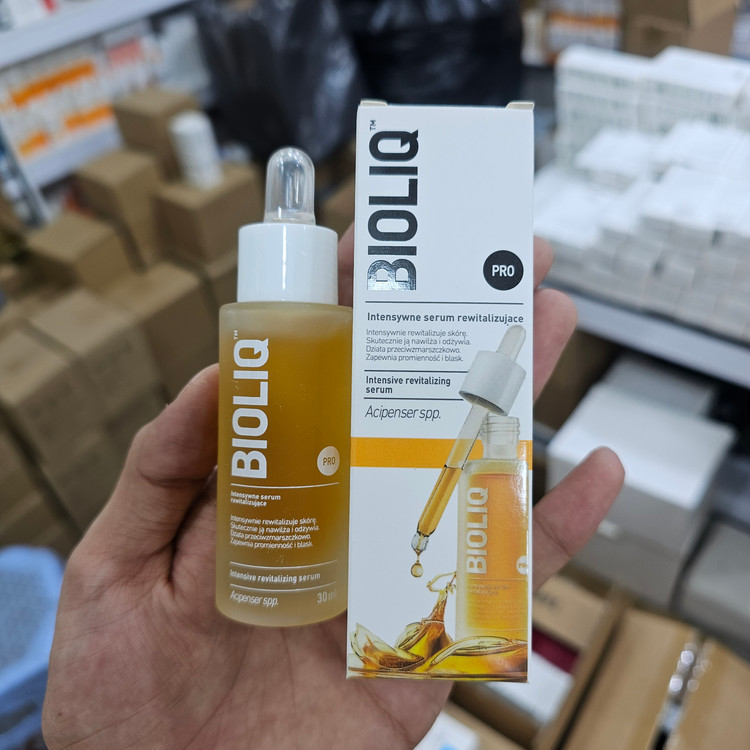 BIOLIQ™
PRO
Intensywne serum
rewitalizujące
Intensywnie rewitalizuje skórę.
Skutecznie ją nawilża i odżywia.
Działa przeciwzmarszczkowo.
Zapewnia promienność i blask.
Intensive revitalizing serum
Acipenser spp.
30 ml
BIOLIQ™
PRO
Intensywne serum rewitalizujące
Intensywnie rewitalizuje skórę.
Skutecznie ją nawilża i odżywia.
Działa przeciwzmarszczkowo.
Zapewnia promienność i blask.
Intensive revitalizing
serum
Acipenser spp.
BIOLIQ